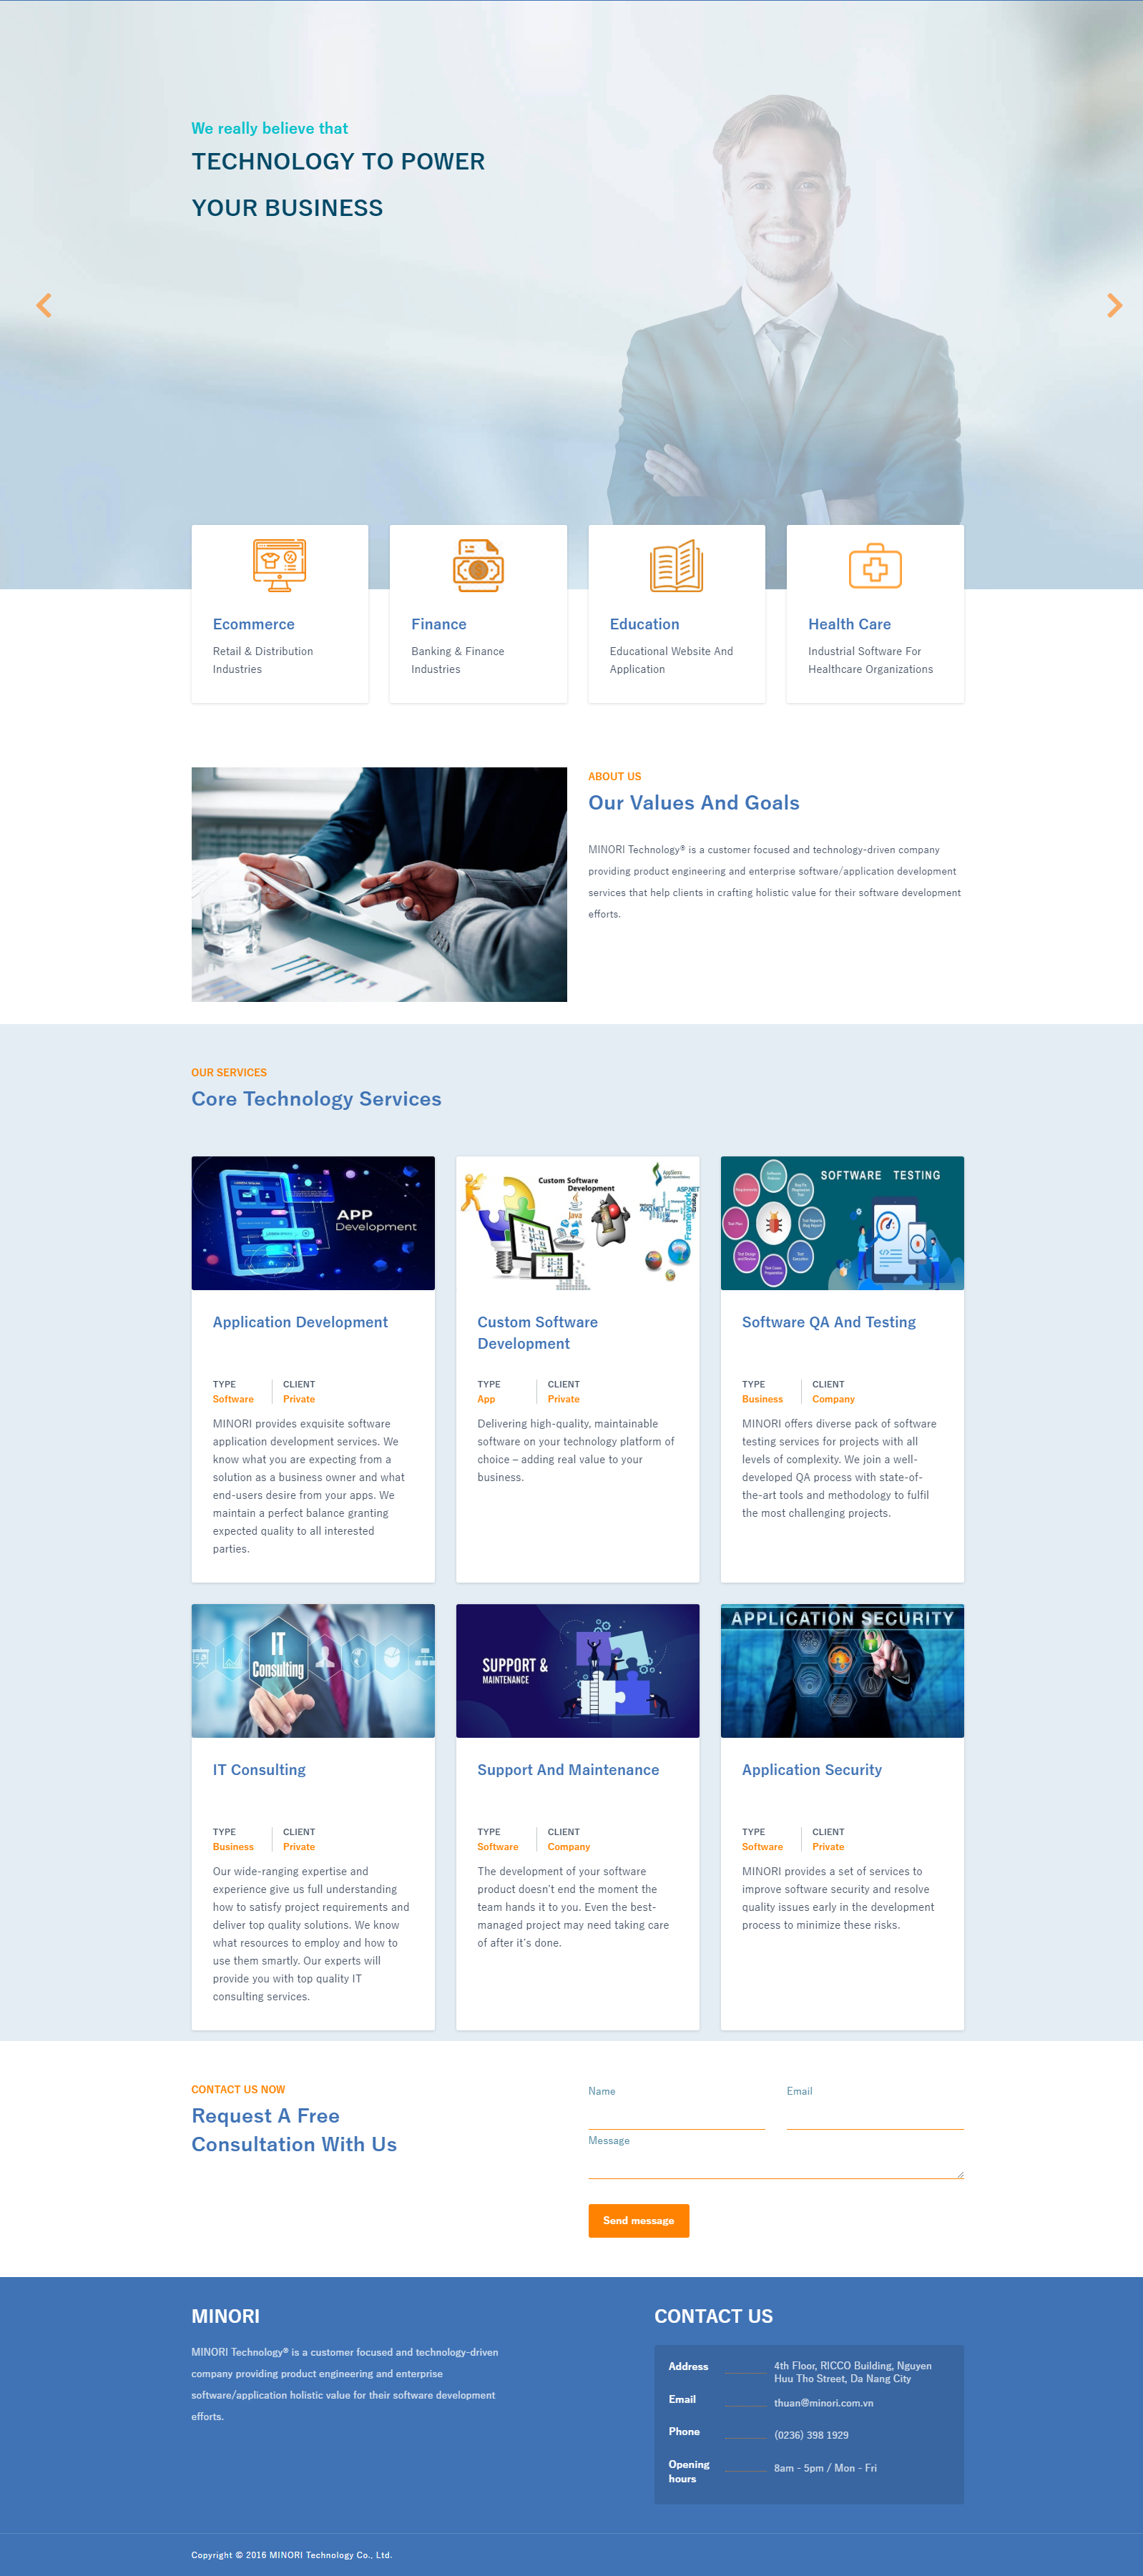 We really believe that
TECHNOLOGY TO POWER
YOUR BUSINESS
Ecommerce
Retail & Distribution
Industries
Finance
Banking & Finance
Industries
Education
Educational Website And
Application
Health Care
Industrial Software For
Healthcare Organizations
ABOUT US
Our Values And Goals
MINORI Technology® is a customer focused and technology-driven company
providing product engineering and enterprise software/application development
services that help clients in crafting holistic value for their software development
efforts.
OUR SERVICES
Core Technology Services
APP
Development
Application Development
TYPE
Software
CLIENT
Private
MINORI provides exquisite software
application development services. We
know what you are expecting from a
solution as a business owner and what
end-users desire from your apps. We
maintain a perfect balance granting
expected quality to all interested
parties.
Custom Software
Development
Java
AppSierra
ASP.NET
ADO.NET
Framework
Custom Software
Development
TYPE
App
CLIENT
Private
Delivering high-quality, maintainable
software on your technology platform of
choice – adding real value to your
business.
SOFTWARE TESTING
Software QA And Testing
TYPE
Business
CLIENT
Company
MINORI offers diverse pack of software
testing services for projects with all
levels of complexity. We join a well-
developed QA process with state-of-
the-art tools and methodology to fulfil
the most challenging projects.
IT
Consulting
IT Consulting
TYPE
Business
CLIENT
Private
Our wide-ranging expertise and
experience give us full understanding
how to satisfy project requirements and
deliver top quality solutions. We know
what resources to employ and how to
use them smartly. Our experts will
provide you with top quality IT
consulting services.
SUPPORT &
MAINTENANCE
Support And Maintenance
TYPE
Software
CLIENT
Company
The development of your software
product doesn't end the moment the
team hands it to you. Even the best-
managed project may need taking care
of after it's done.
APPLICATION SECURITY
Application Security
TYPE
Software
CLIENT
Private
MINORI provides a set of services to
improve software security and resolve
quality issues early in the development
process to minimize these risks.
CONTACT US NOW
Request A Free
Consultation With Us
Name
Email
Message
Send message
MINORI
MINORI Technology® is a customer focused and technology-driven
company providing product engineering and enterprise
software/application holistic value for their software development
efforts.
CONTACT US
Address
4th Floor, RICCO Building, Nguyen
Huu Tho Street, Da Nang City
Email
thuan@minori.com.vn
Phone
(0236) 398 1929
Opening
hours
8am - 5pm / Mon - Fri
Copyright © 2016 MINORI Technology Co., Ltd.